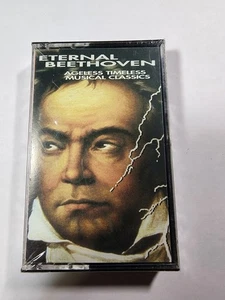 ETERNAL
BEETHOVEN
AGELESS TIMELESS
MUSICAL CLASSICS